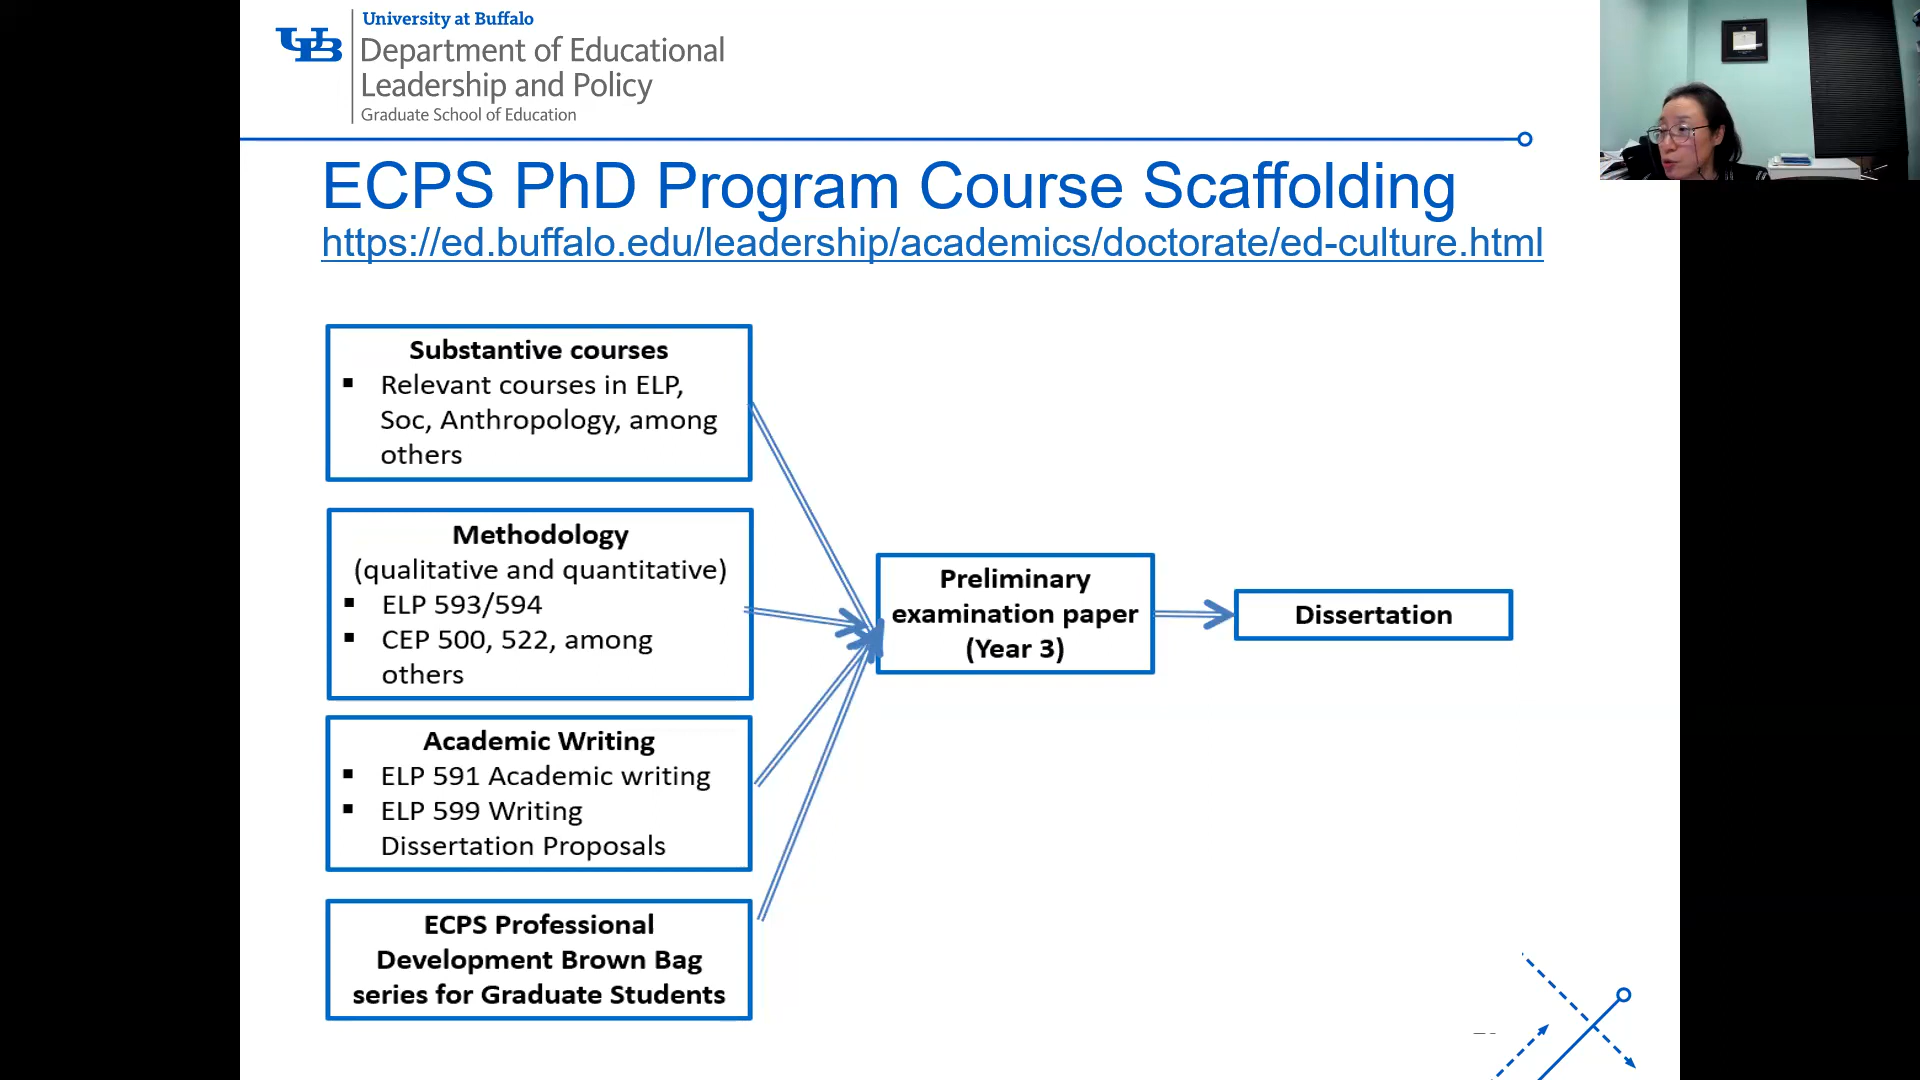 University at Buffalo
Department of Educational
Leadership and Policy
Graduate School of Education
ECPS PhD Program Course Scaffolding
https://ed.buffalo.edu/leadership/academics/doctorate/ed-culture.html
Substantive courses
▪ Relevant courses in ELP,
Soc, Anthropology, among
others
Methodology
(qualitative and quantitative)
▪ ELP 593/594
▪ CEP 500, 522, among
others
Academic Writing
▪ ELP 591 Academic writing
▪ ELP 599 Writing
Dissertation Proposals
ECPS Professional
Development Brown Bag
series for Graduate Students
Preliminary
examination paper
(Year 3)
Dissertation